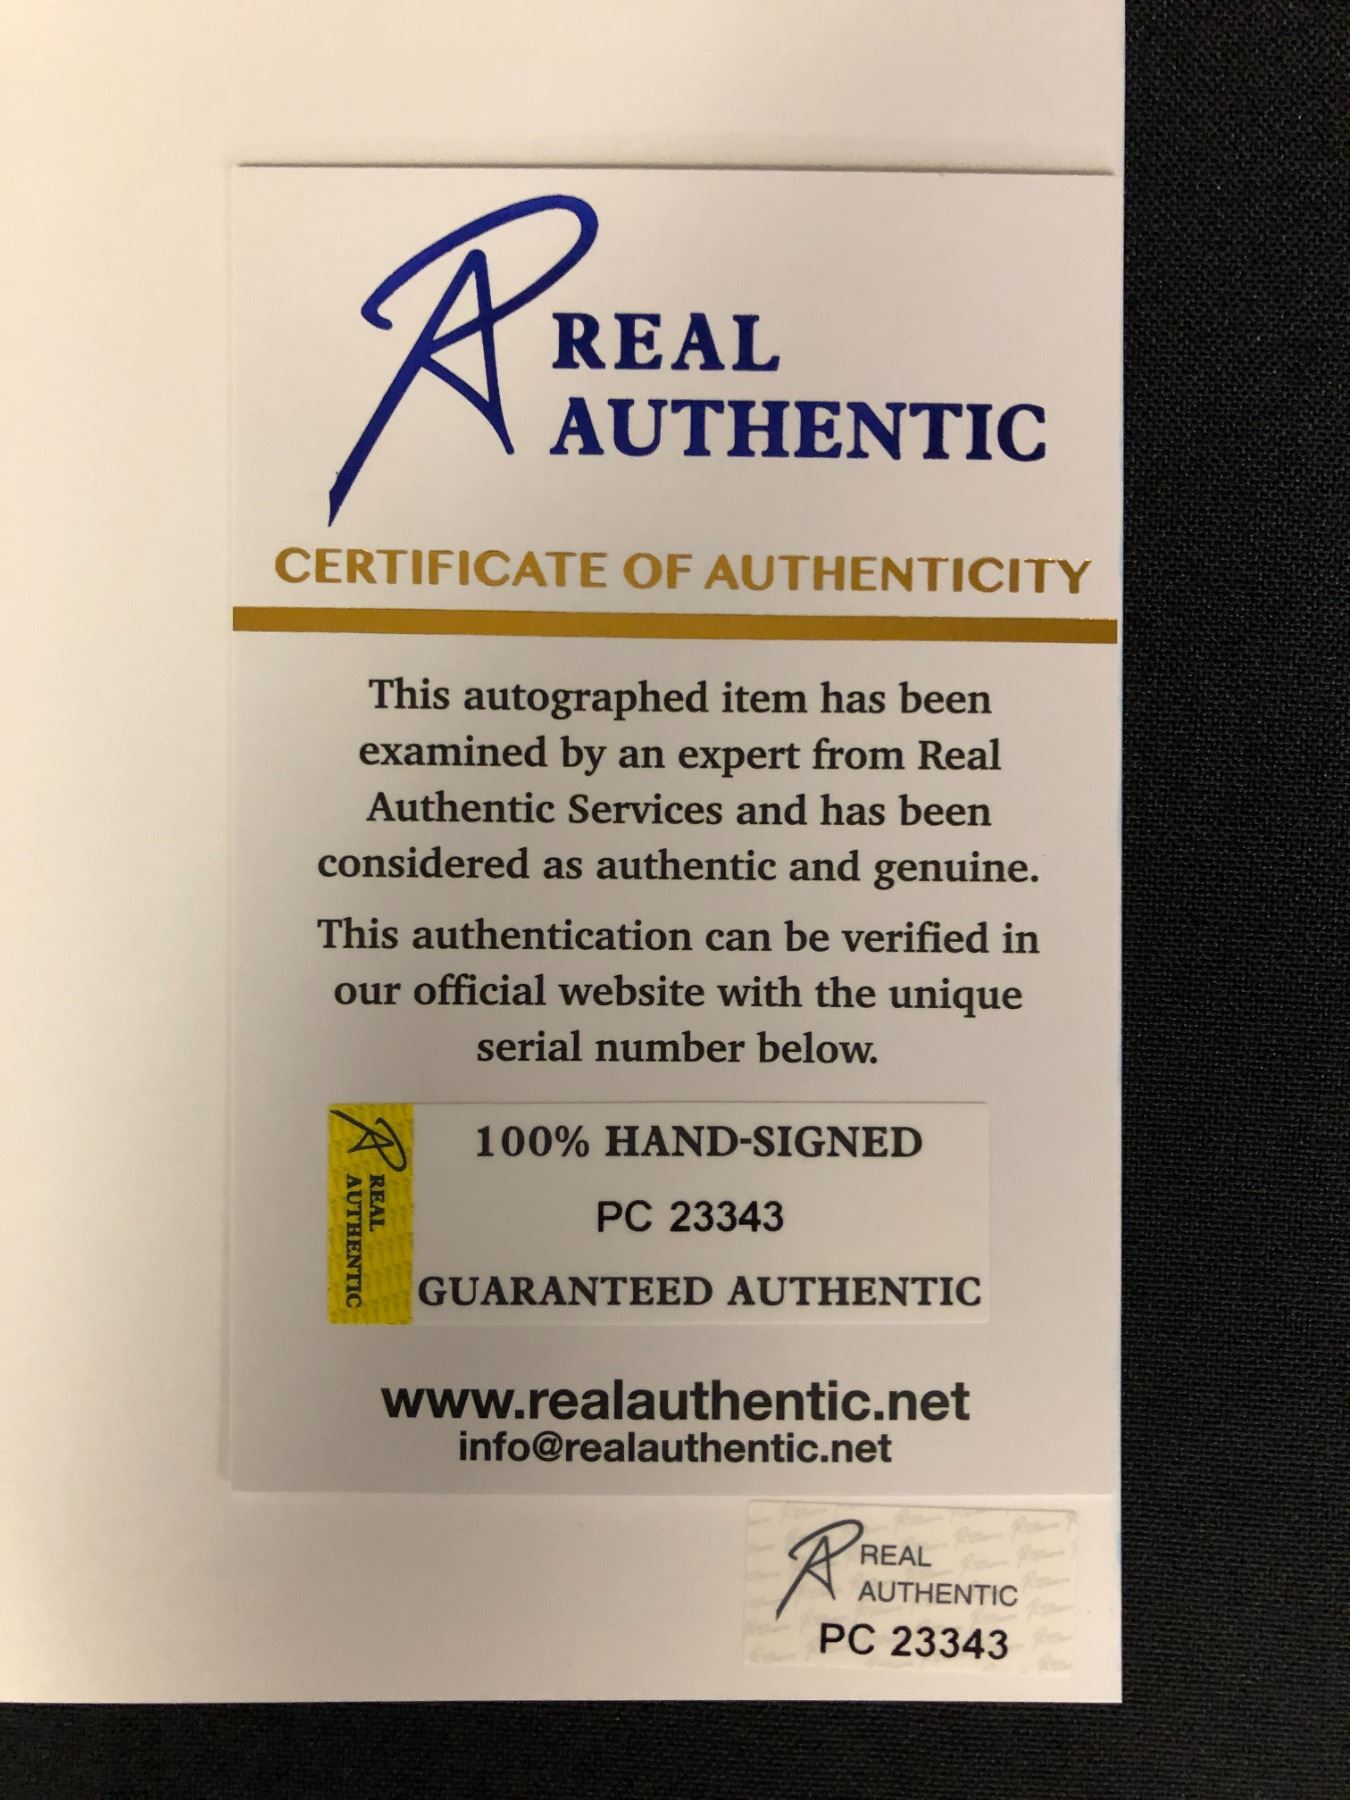 REAL
AUTHENTIC
CERTIFICATE OF AUTHENTICITY
This autographed item has been
examined by an expert from Real
Authentic Services and has been
considered as authentic and genuine.
This authentication can be verified in
our official website with the unique
serial number below.
REAL
AUTHENTIC
100% HAND-SIGNED
PC 23343
GUARANTEED AUTHENTIC
www.realauthentic.net
info@realauthentic.net
REAL
AUTHENTIC
PC 23343